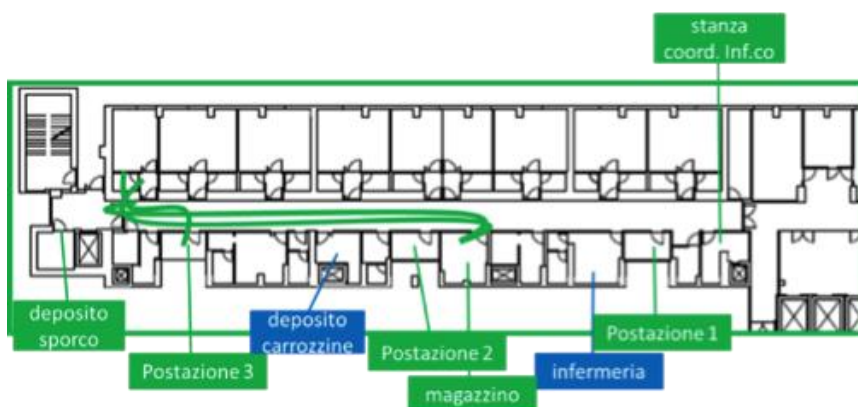 stanza
coord. Inf.co
deposito
sporco
Postazione 3
deposito
carrozzine
Postazione 2
magazzino
infermeria
Postazione 1